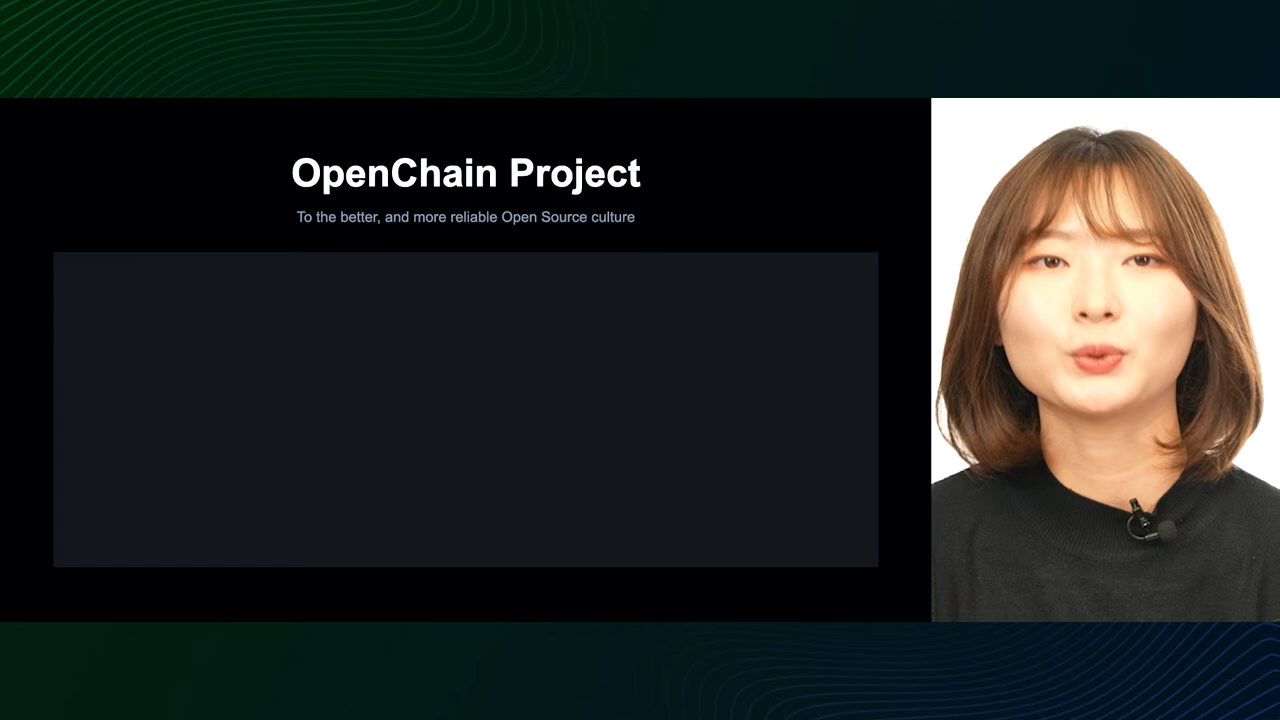 OpenChain Project
To the better, and more reliable Open Source culture